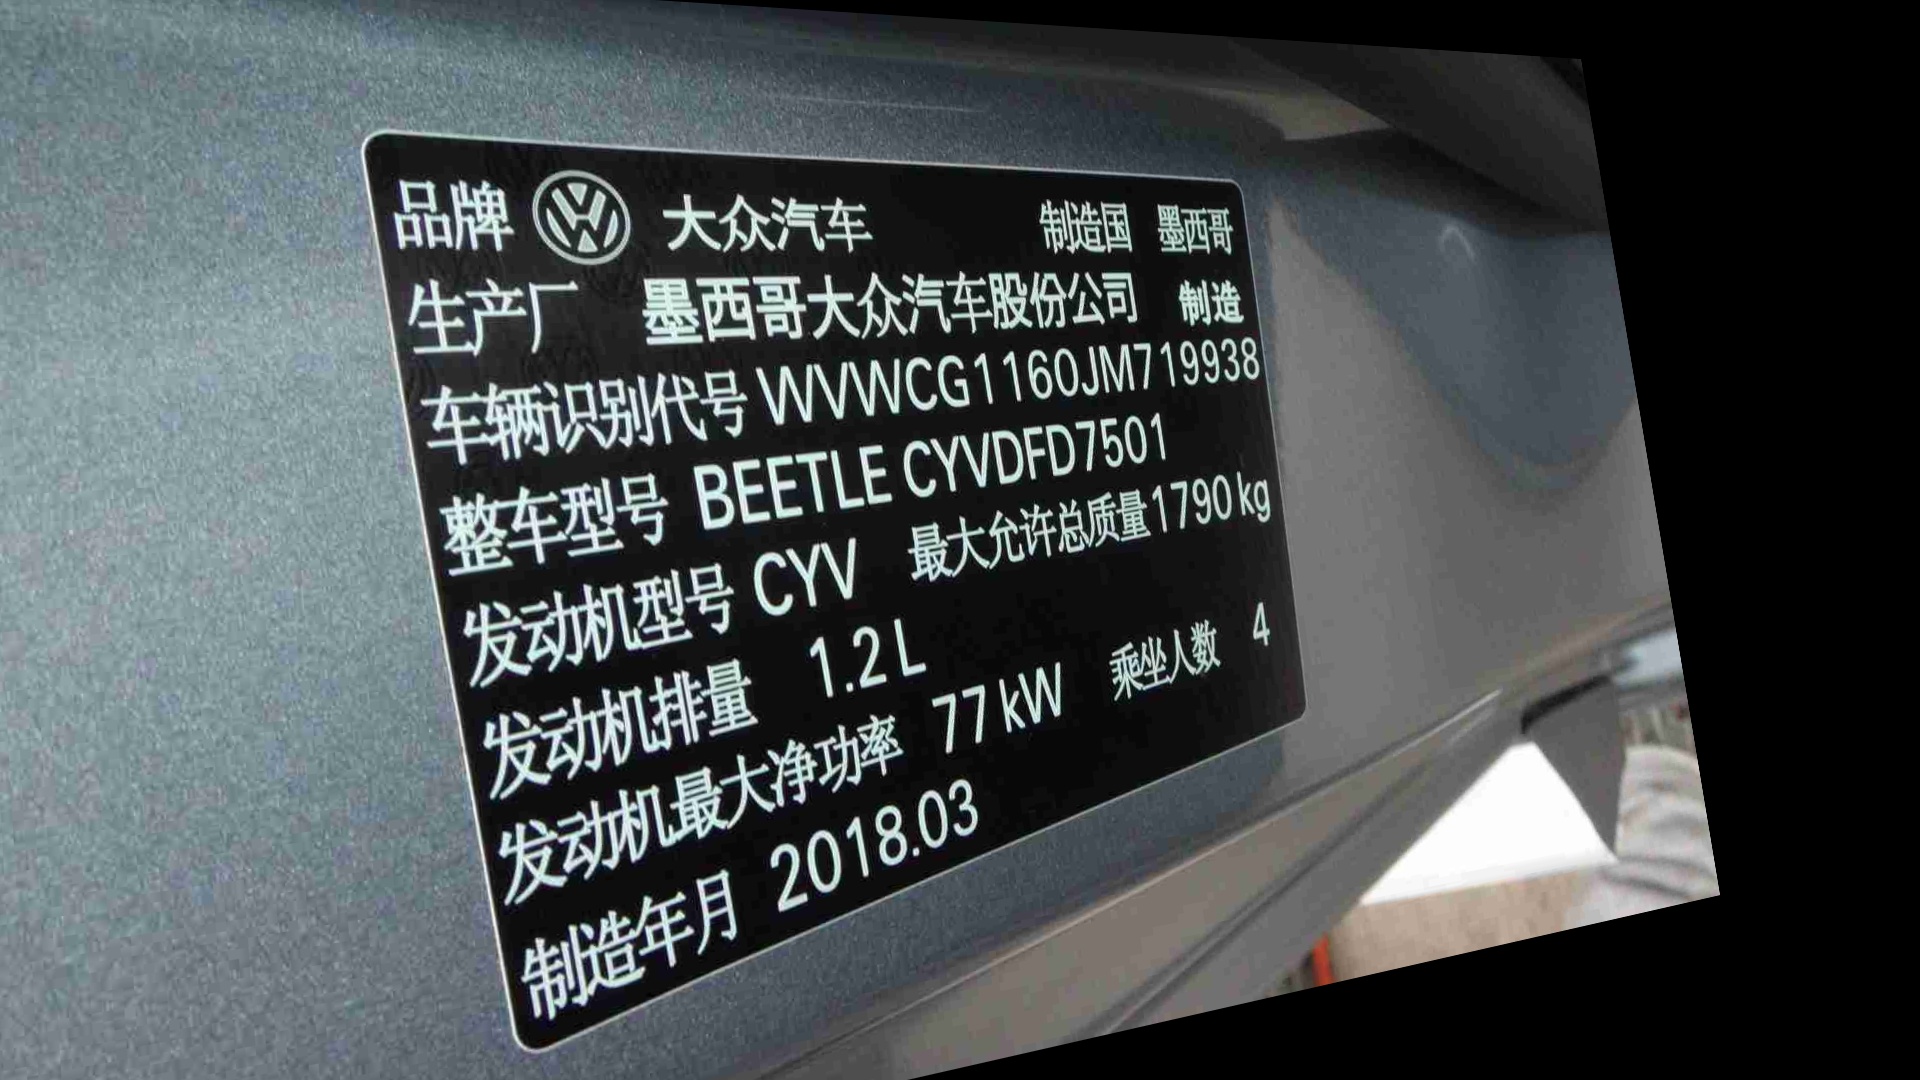 品牌 大众汽车 制造国 墨西哥
生产厂 墨西哥大众汽车股份公司 制造
车辆识别代号 WVWCG1160JM719938
整车型号 BEETLE CYVDFD7501
发动机型号 CYV 最大允许总质量 1790 kg
发动机排量 1.2 L
发动机最大净功率 77 kW 乘坐人数 4
制造年月 2018.03